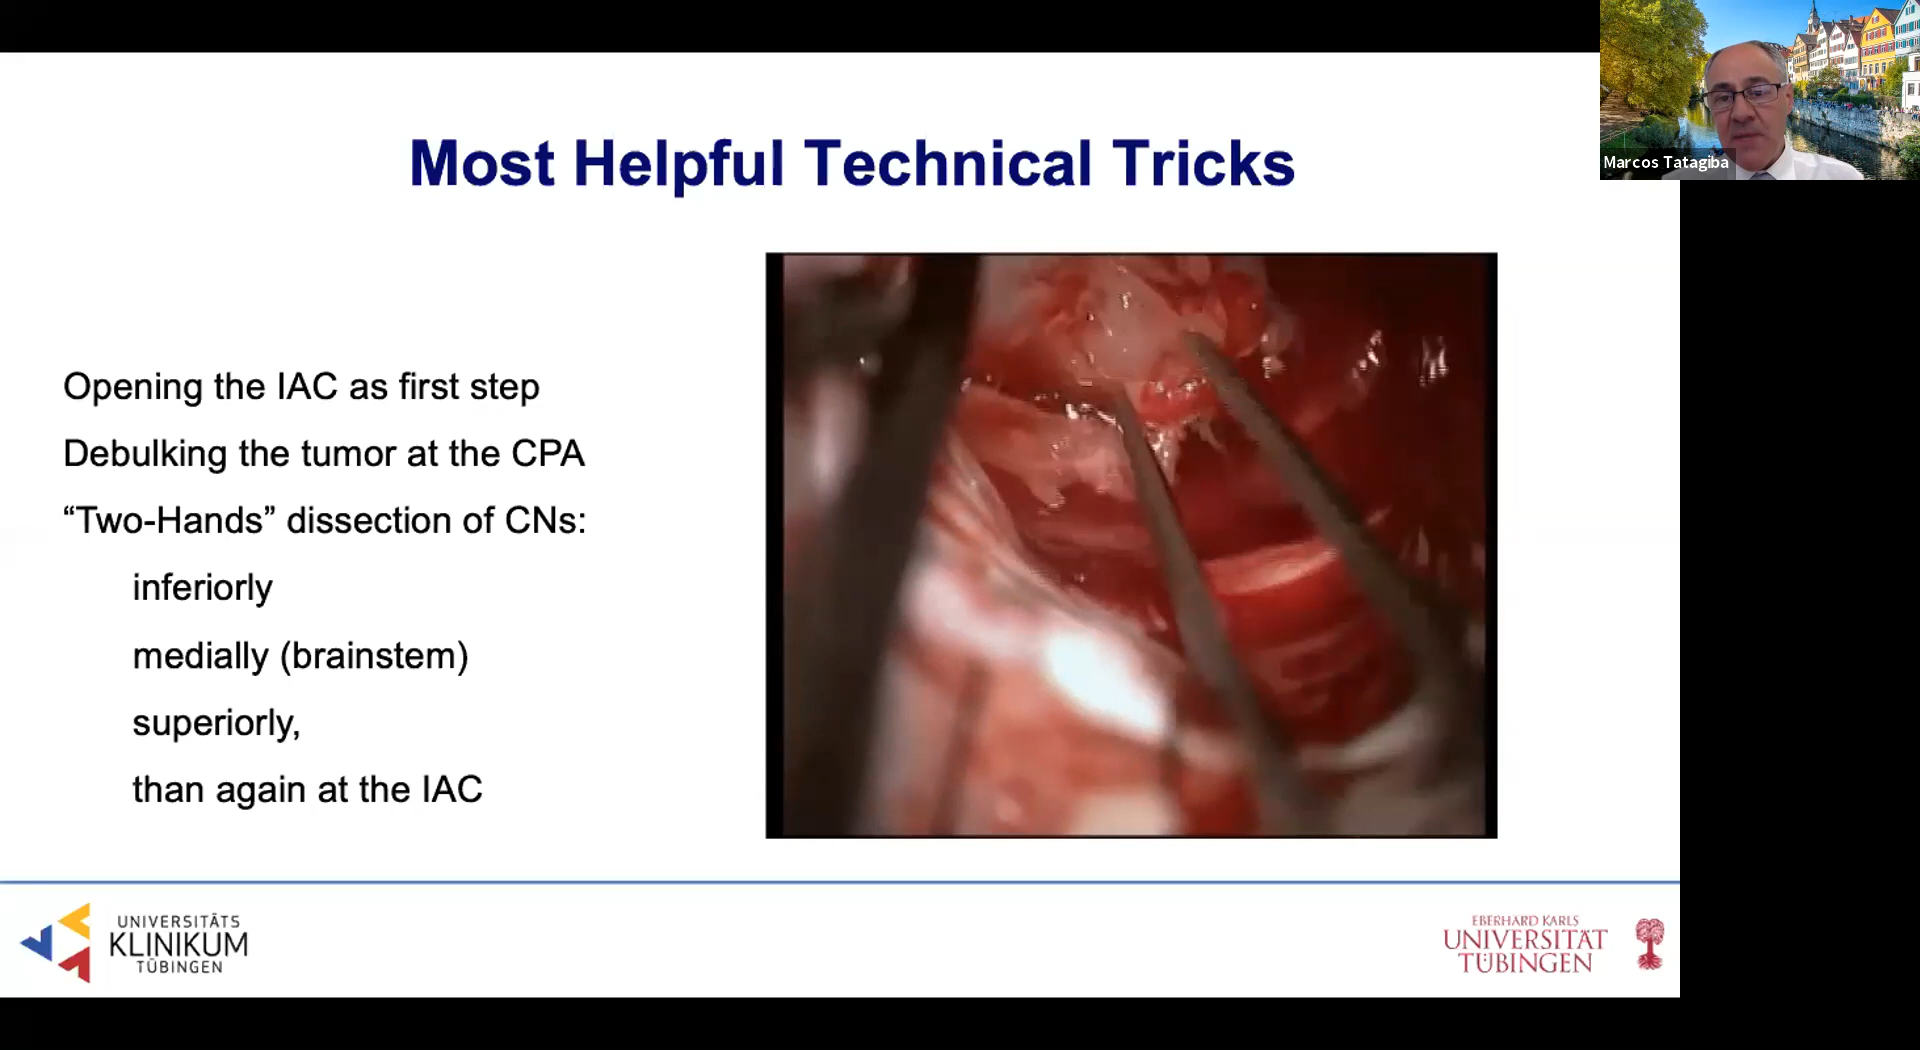 Most Helpful Technical Tricks
Marcos Tatagiba
Opening the IAC as first step
Debulking the tumor at the CPA
“Two-Hands” dissection of CNs:
inferiorly
medially (brainstem)
superiorly,
than again at the IAC
UNIVERSITÄTS
KLINIKUM
TÜBINGEN
EBERHARD KARLS
UNIVERSITÄT
TÜBINGEN